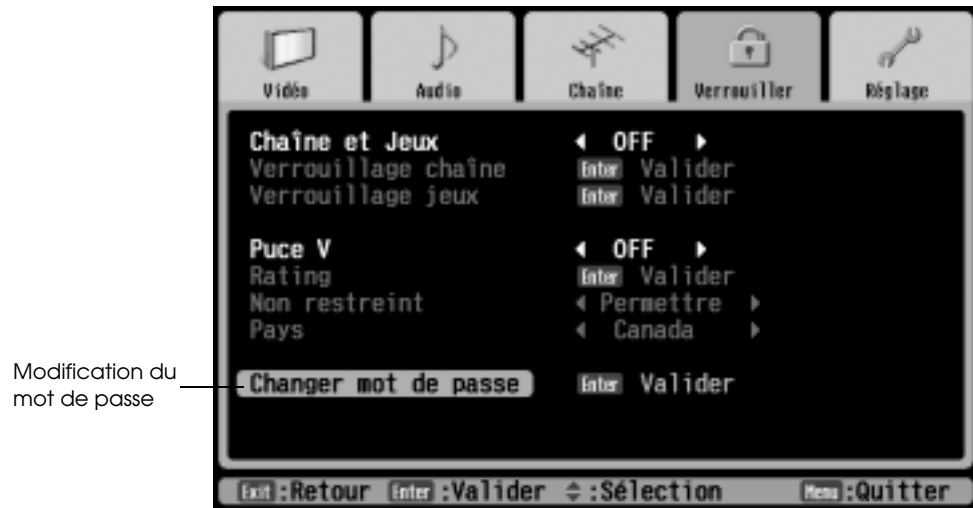 Vidéo Audio Chaîne Verrouiller Réglage
Chaîne et Jeux OFF
Verrouillage chaîne Enter Valider
Verrouillage jeux Enter Valider
Puce V OFF
Rating Enter Valider
Non restreint Permettre
Pays Canada
Modification du
mot de passe
Changer mot de passe Enter Valider
Exit :Retour Enter :Valider :Sélection Menu :Quitter